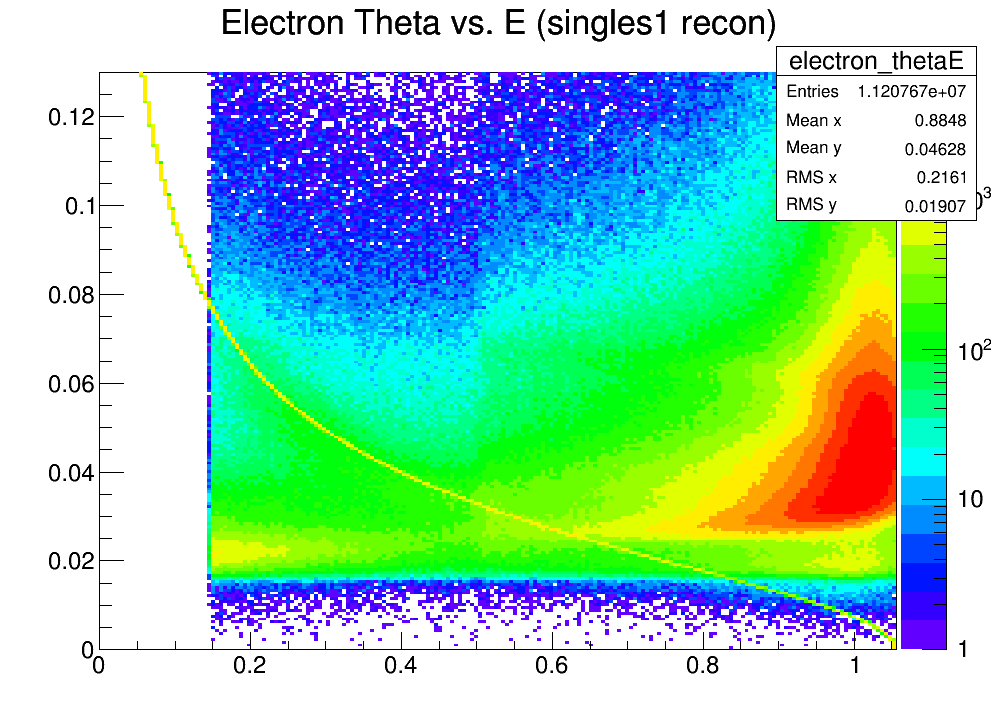 Electron Theta vs. E (singles1 recon)
electron_thetaE
Entries 1.120767e+07
Mean x 0.8848
Mean y 0.04628
RMS x 0.2161
RMS y 0.01907
0.12
0.1
0.08
0.06
0.04
0.02
0
0 0.2 0.4 0.6 0.8 1
10²
10
1